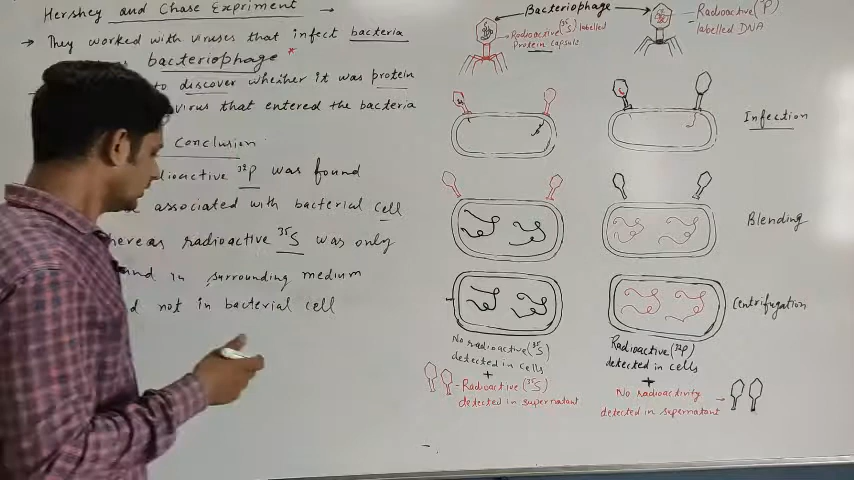 Hershey and Chase Expriment →
→ They worked with viruses that infect bacteria
bacteriophage *
to discover whether it was protein
virus that entered the bacteria
Conclusion
dioactive ³²P was found
associated with bacterial cell
hereas radioactive ³⁵S was only
und in surrounding medium
d not in bacterial cell
Bacteriophage
Radioactive (³⁵S) labelled
Protein capsule
Radioactive (P)
labelled DNA
Infection
Blending
Centrifugation
No radioactive (³⁵S)
detected in cells
+
- Radioactive (³⁵S)
detected in supernatant
Radioactive (³²P)
detected in cells
+
No radioactivity →
detected in supernatant